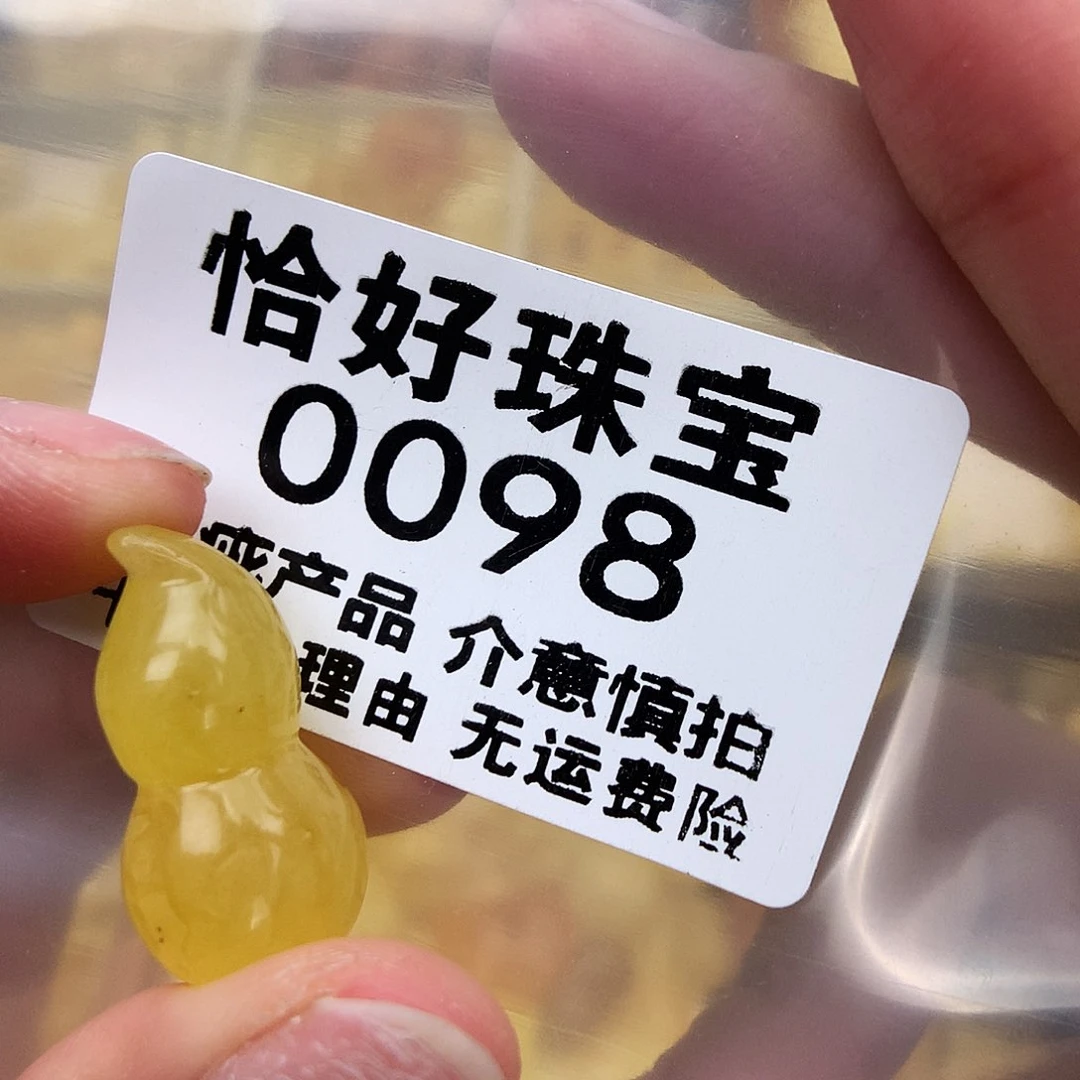 恰好珠宝
0098
产品 介意慎拍
理由 无运费险